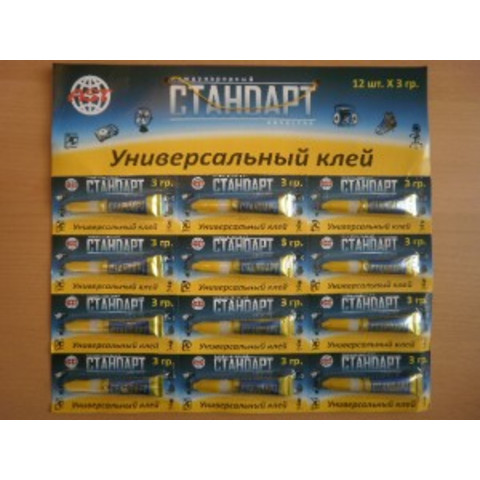 Международный
СТАНДАРТ
12 шт. X 3 гр.
Универсальный клей
СТАНДАРТ 3 гр. СТАНДАРТ 3 гр. СТАНДАРТ
Универсальный клей Универсальный клей Универсальный клей
СТАНДАРТ 3 гр. СТАНДАРТ 3 гр. СТАНДАРТ 3 гр.
Универсальный клей Универсальный клей Универсальный клей
СТАНДАРТ 3 гр. СТАНДАРТ 3 гр. СТАНДАРТ 3 гр.
Универсальный клей Универсальный клей Универсальный клей
СТАНДАРТ 3 гр. СТАНДАРТ 3 гр. СТАНДАРТ 3 гр.
Универсальный клей Универсальный клей Универсальный клей